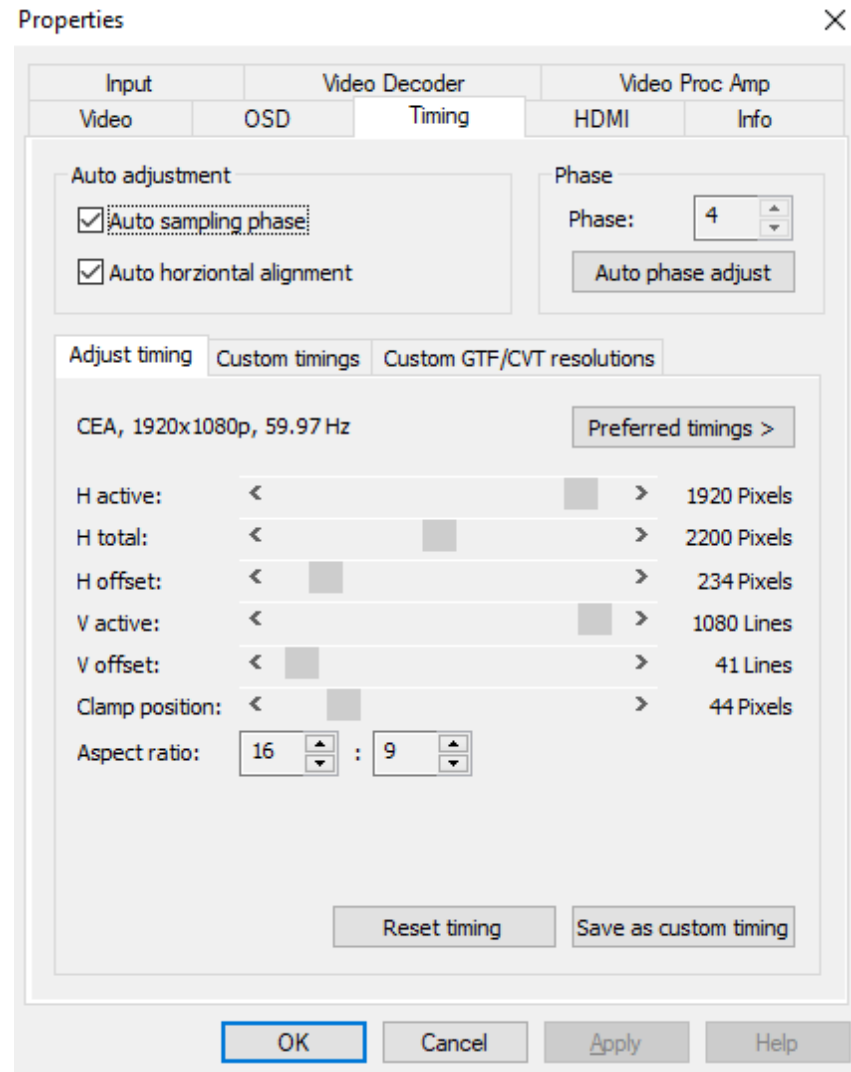 Properties
Input Video Decoder Video Proc Amp
Video OSD Timing HDMI Info
Auto adjustment
Auto sampling phase
Auto horziontal alignment
Phase
Phase: 4
Auto phase adjust
Adjust timing Custom timings Custom GTF/CVT resolutions
CEA, 1920x1080p, 59.97 Hz Preferred timings >
H active: < > 1920 Pixels
H total: < > 2200 Pixels
H offset: < > 234 Pixels
V active: < > 1080 Lines
V offset: < > 41 Lines
Clamp position: < > 44 Pixels
Aspect ratio: 16 : 9
Reset timing Save as custom timing
OK Cancel Apply Help